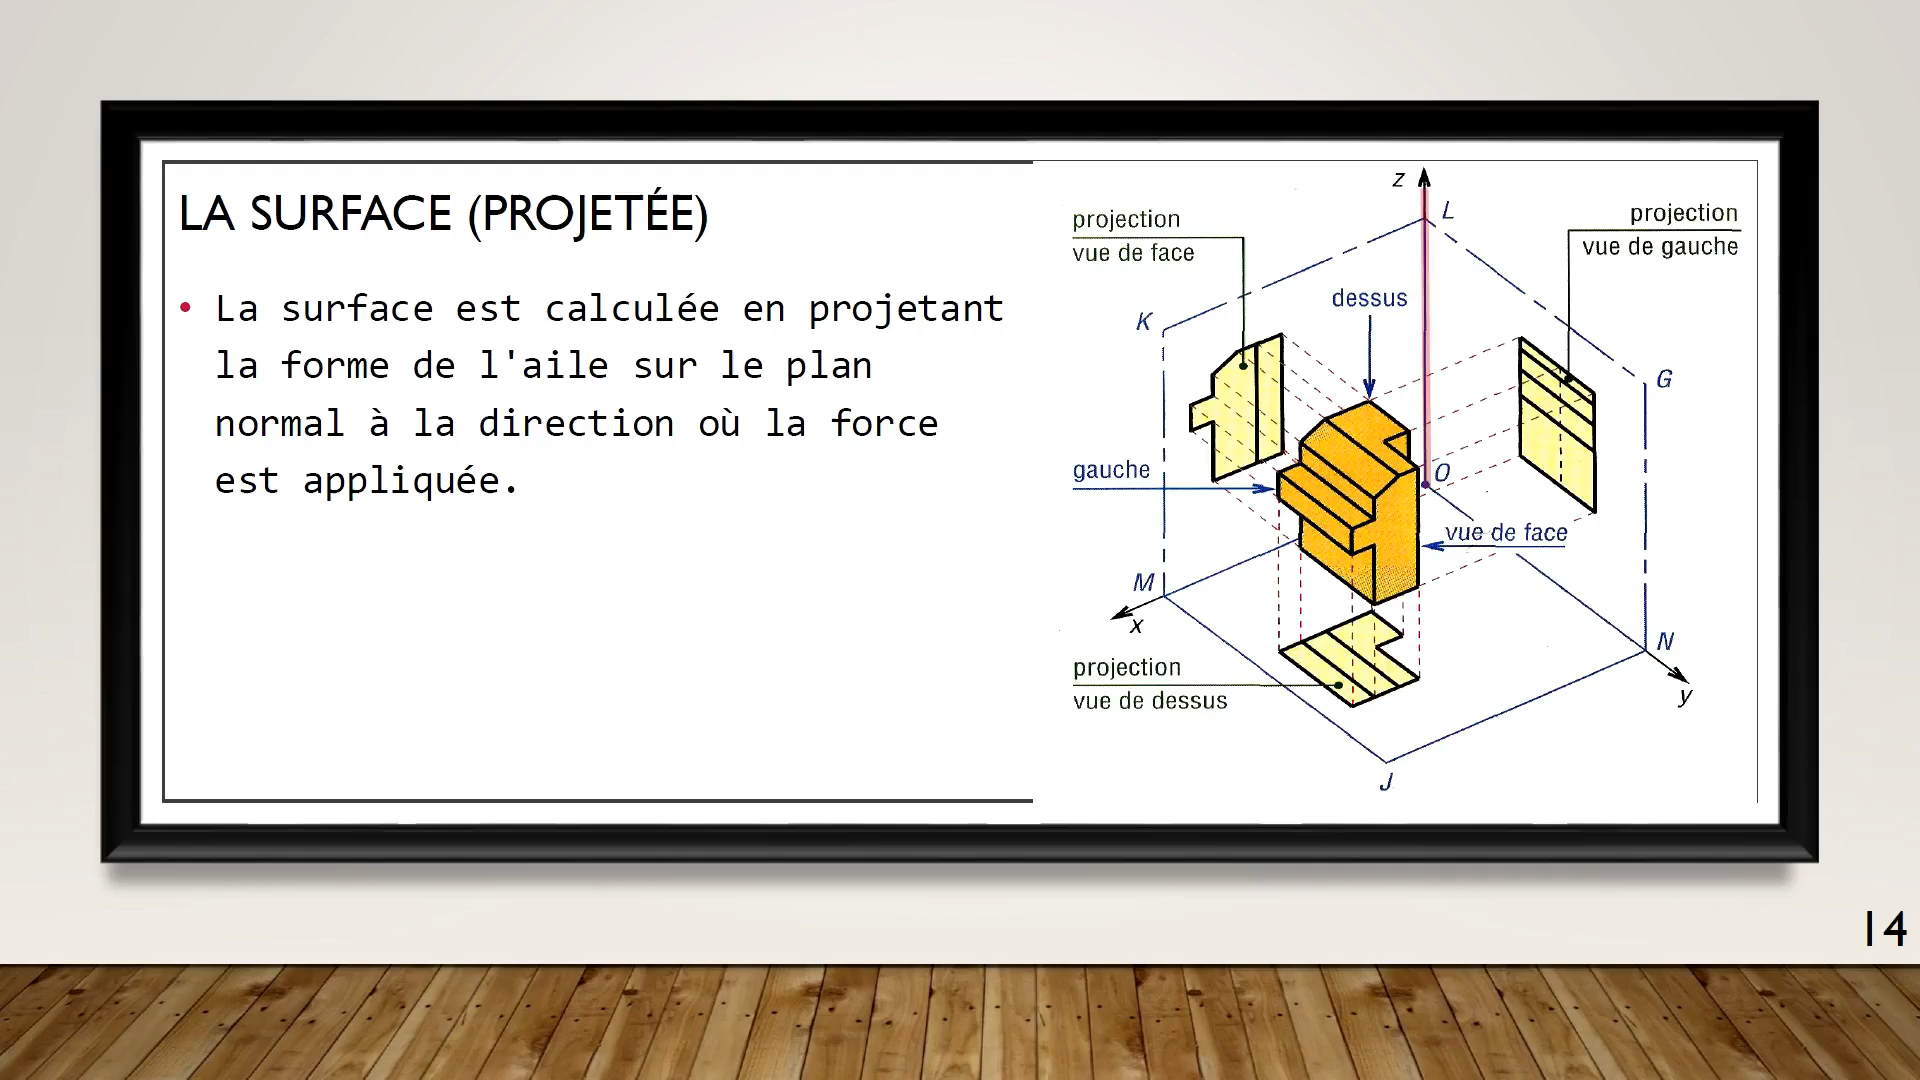 LA SURFACE (PROJETÉE)
• La surface est calculée en projetant
la forme de l'aile sur le plan
normal à la direction où la force
est appliquée.
z
L
projection
vue de face
projection
vue de gauche
dessus
K
G
gauche
O
vue de face
M
x
N
y
projection
vue de dessus
J
14